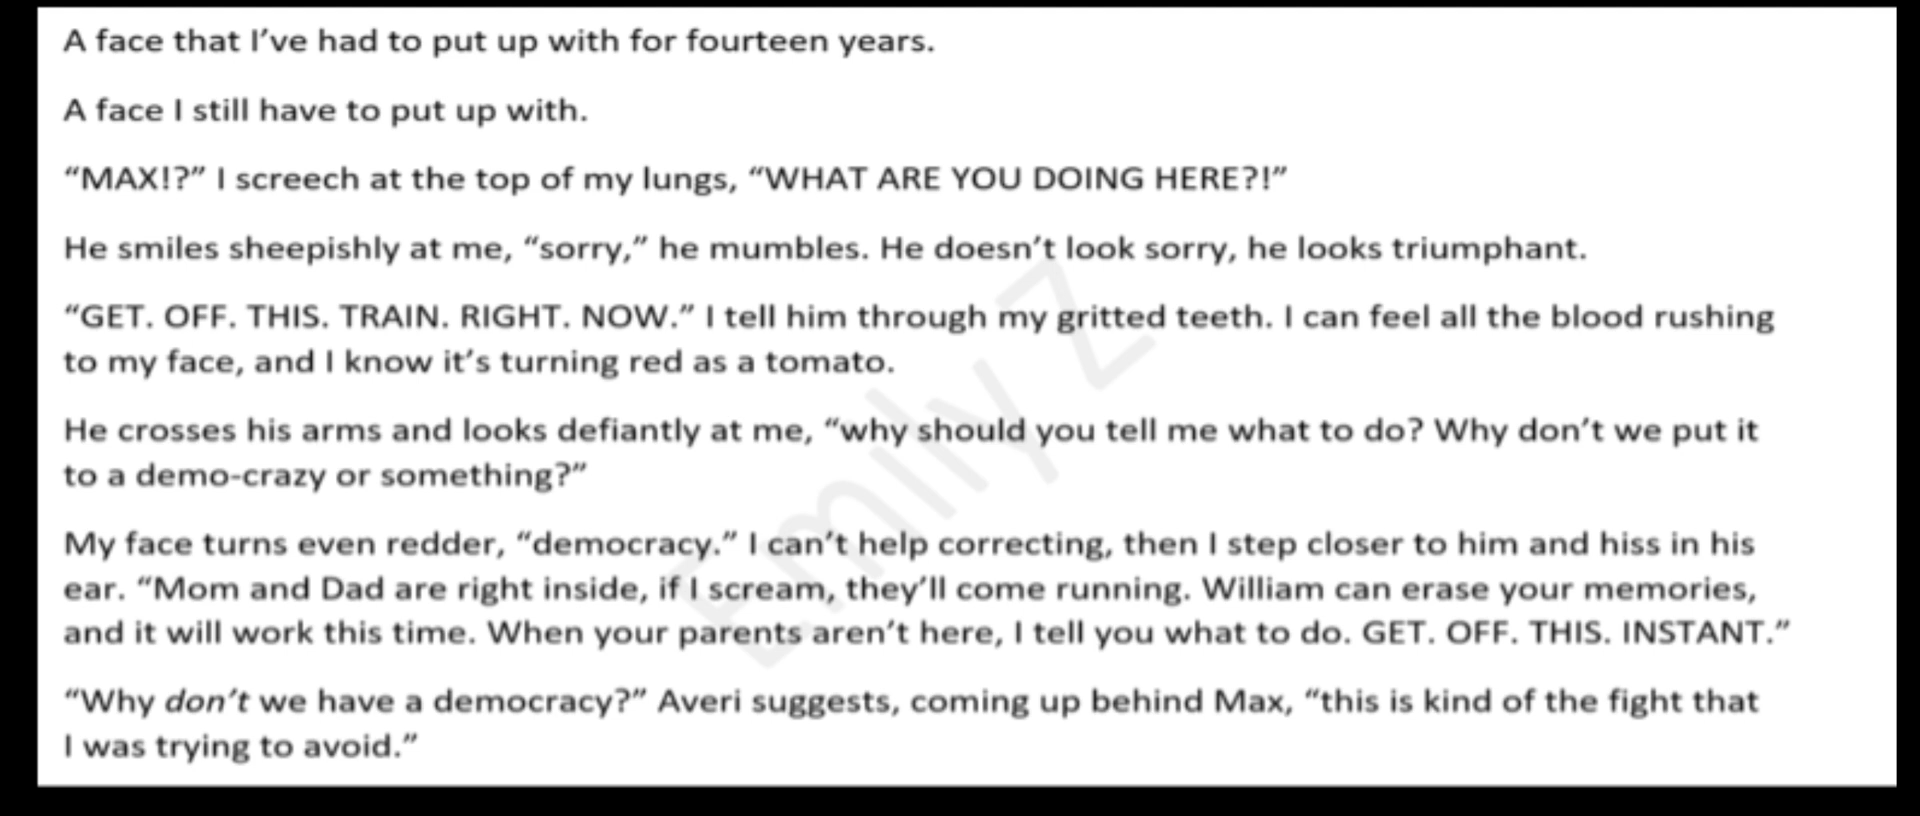 A face that I’ve had to put up with for fourteen years.
A face I still have to put up with.
“MAX!?” I screech at the top of my lungs, “WHAT ARE YOU DOING HERE?!”
He smiles sheepishly at me, “sorry,” he mumbles. He doesn’t look sorry, he looks triumphant.
“GET. OFF. THIS. TRAIN. RIGHT. NOW.” I tell him through my gritted teeth. I can feel all the blood rushing
to my face, and I know it’s turning red as a tomato.
He crosses his arms and looks defiantly at me, “why should you tell me what to do? Why don’t we put it
to a demo-crazy or something?”
My face turns even redder, “democracy.” I can’t help correcting, then I step closer to him and hiss in his
ear. “Mom and Dad are right inside, if I scream, they’ll come running. William can erase your memories,
and it will work this time. When your parents aren’t here, I tell you what to do. GET. OFF. THIS. INSTANT.”
“Why don’t we have a democracy?” Averi suggests, coming up behind Max, “this is kind of the fight that
I was trying to avoid.”
Emily Z